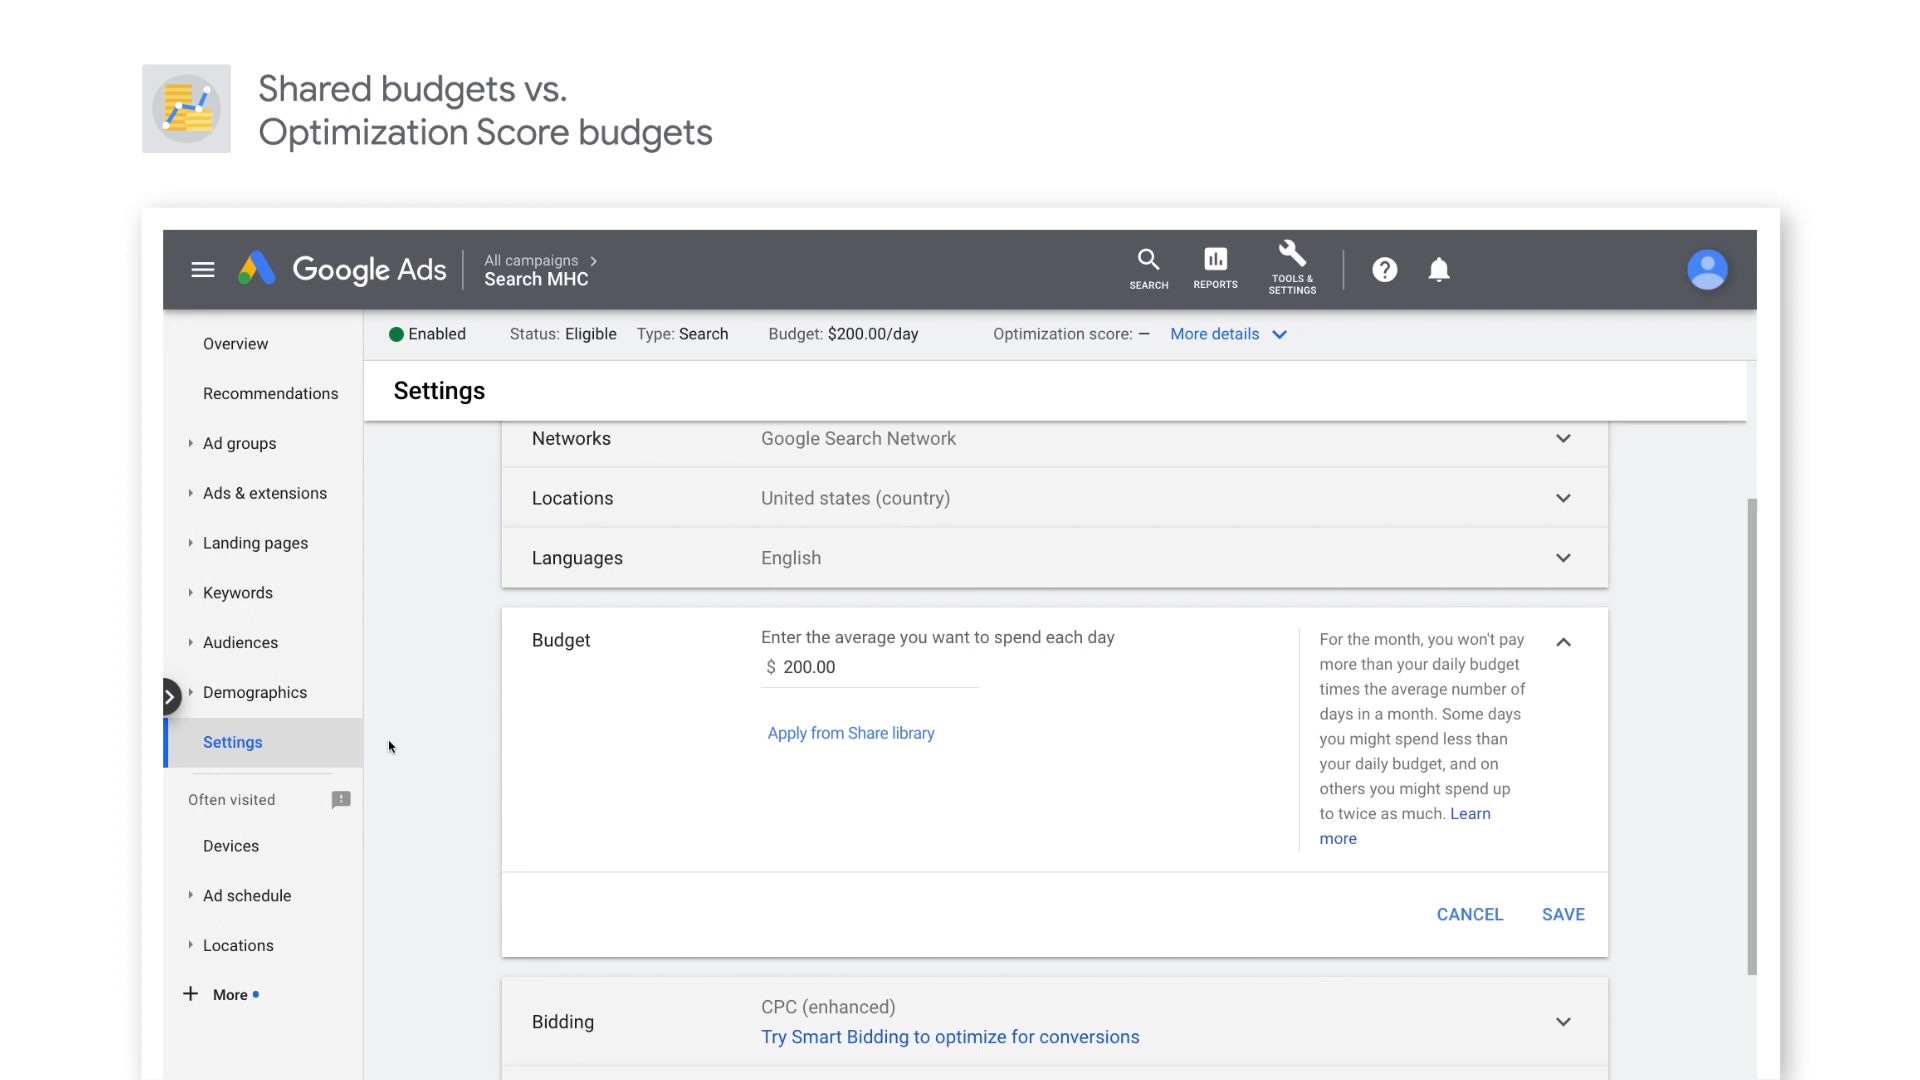 Shared budgets vs.
Optimization Score budgets
Google Ads
All campaigns
Search MHC
SEARCH
REPORTS
TOOLS &
SETTINGS
Enabled
Status: Eligible
Type: Search
Budget: $200.00/day
Optimization score: —
More details
Overview
Recommendations
Ad groups
Ads & extensions
Landing pages
Keywords
Audiences
Demographics
Settings
Often visited
Devices
Ad schedule
Locations
+ More
Settings
Networks
Google Search Network
Locations
United states (country)
Languages
English
Budget
Enter the average you want to spend each day
$ 200.00
Apply from Share library
For the month, you won't pay
more than your daily budget
times the average number of
days in a month. Some days
you might spend less than
your daily budget, and on
others you might spend up
to twice as much. Learn
more
CANCEL
SAVE
Bidding
CPC (enhanced)
Try Smart Bidding to optimize for conversions